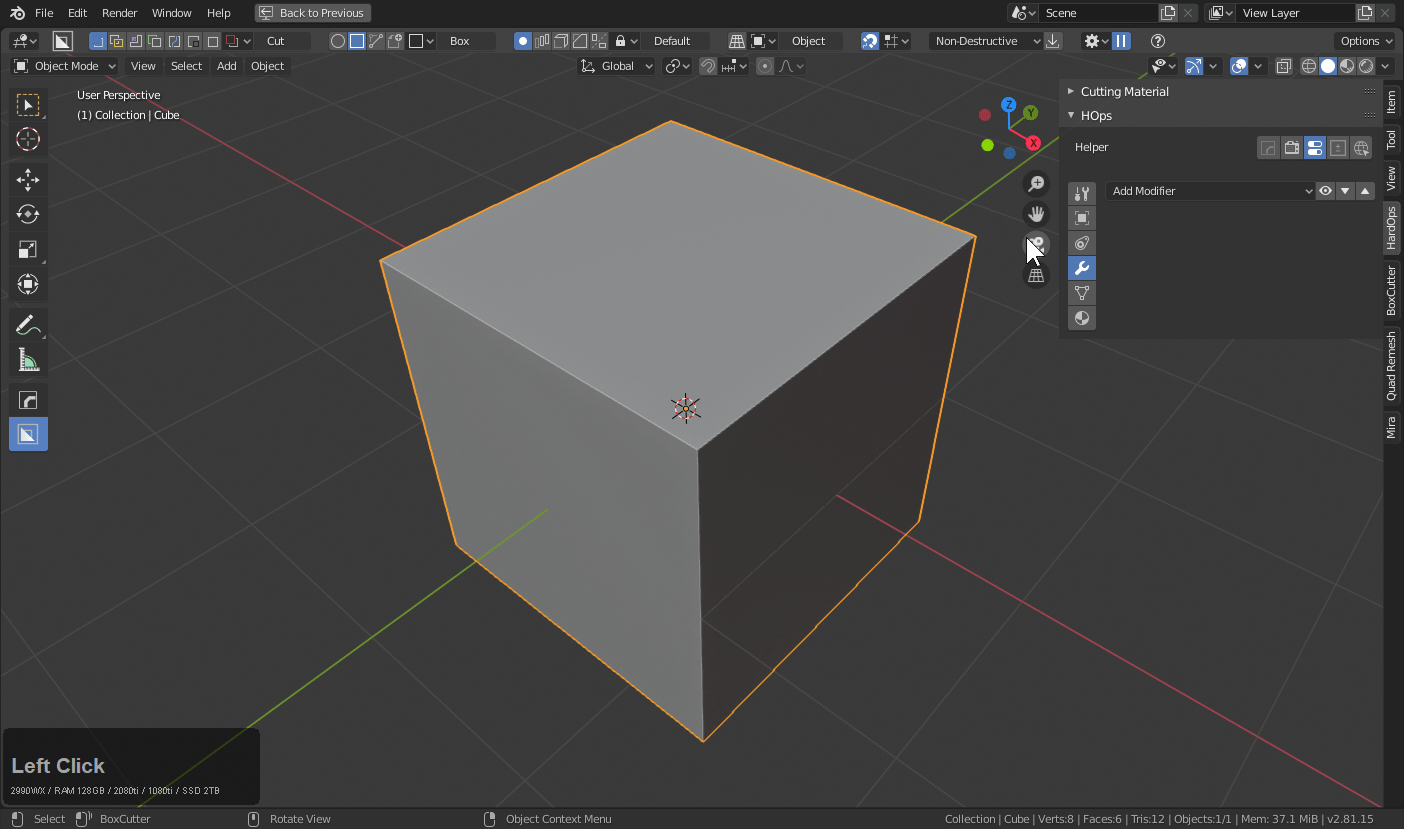 File Edit Render Window Help Back to Previous Scene View Layer
Cut Box Default Object Non-Destructive Options
Object Mode View Select Add Object Global
User Perspective
(1) Collection | Cube
Z
Y
X
Cutting Material
HOps
Helper
Add Modifier
Item
Tool
View
HardOps
BoxCutter
Quad Remesh
Mira
Left Click
2990WX / RAM 128GB / 2080ti / 1080ti / SSD 2TB
Select BoxCutter Rotate View Object Context Menu Collection | Cube | Verts:8 | Faces:6 | Tris:12 | Objects:1/1 | Mem: 37.1 MiB | v2.81.15